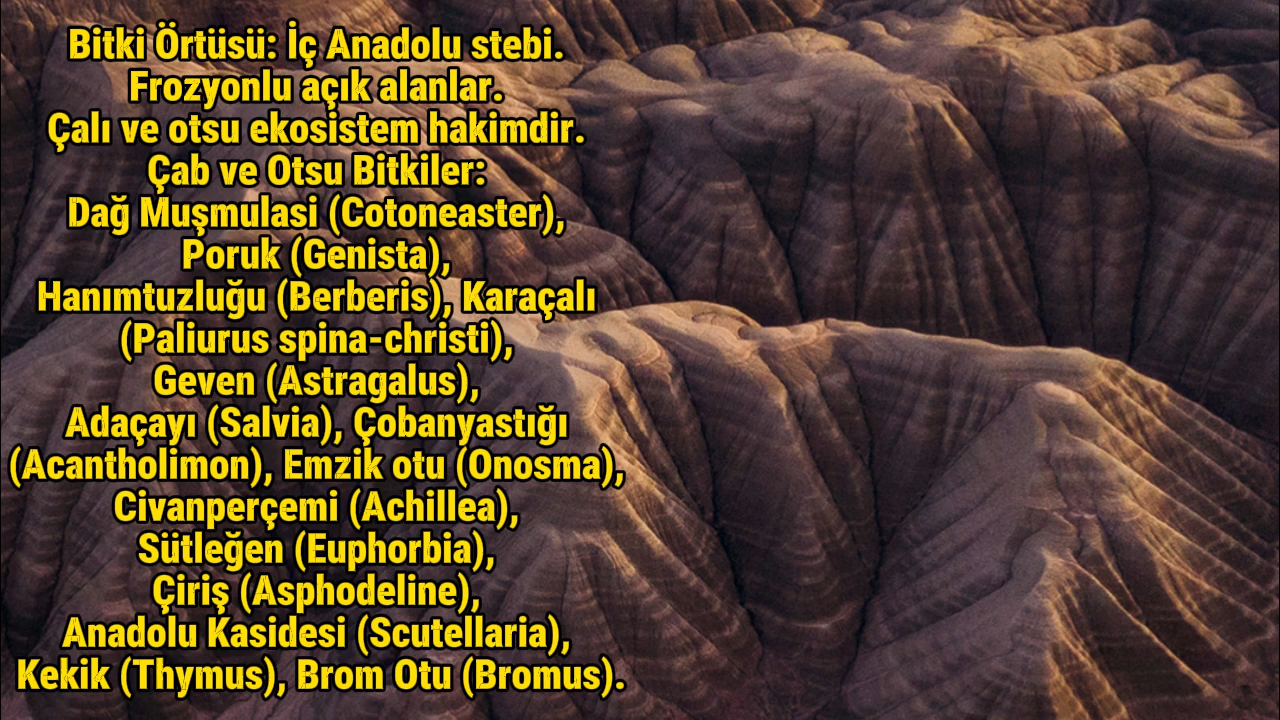 Bitki Örtüsü: İç Anadolu stebi.
Frozyonlu açık alanlar.
Çalı ve otsu ekosistem hakimdir.
Çab ve Otsu Bitkiler:
Dağ Muşmulasi (Cotoneaster),
Poruk (Genista),
Hanımtuzluğu (Berberis), Karaçalı
(Paliurus spina-christi),
Geven (Astragalus),
Adaçayı (Salvia), Çobanyastığı
(Acantholimon), Emzik otu (Onosma),
Civanperçemi (Achillea),
Sütleğen (Euphorbia),
Çiriş (Asphodeline),
Anadolu Kasidesi (Scutellaria),
Kekik (Thymus), Brom Otu (Bromus).